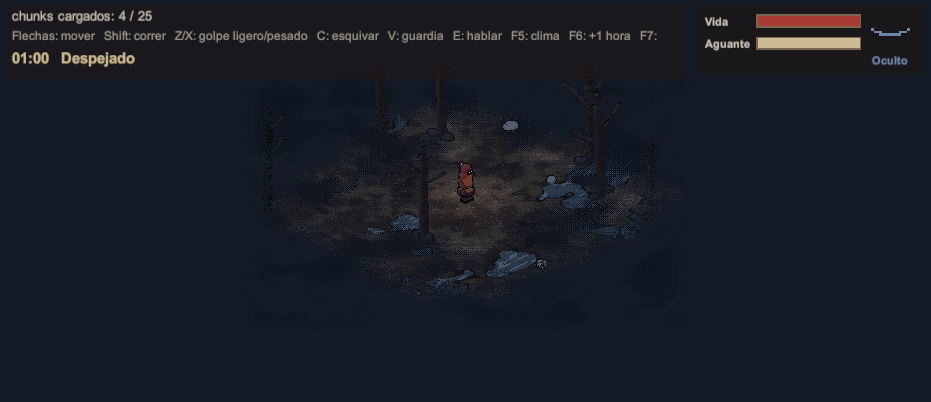 chunks cargados: 4 / 25
Flechas: mover Shift: correr Z/X: golpe ligero/pesado C: esquivar V: guardia E: hablar F5: clima F6: +1 hora F7:
01:00 Despejado
Vida
Aguante
Oculto